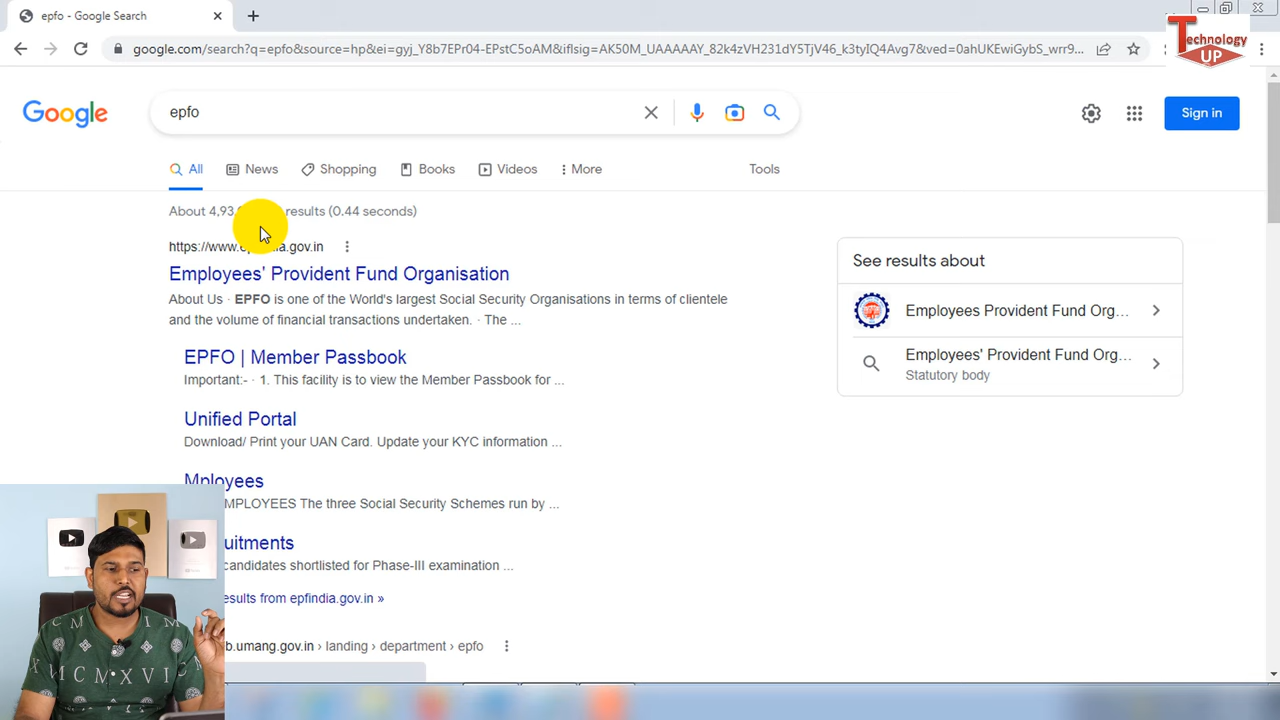 epfo - Google Search
google.com/search?q=epfo&source=hp&ei=gyj_Y8b7EPr04-EPstC5oAM&iflsig=AK50M_UAAAAAY_82k4zVH231dY5TjV46_k3tyIQ4Avg7&ved=0ahUKEwiGybS_wrr9...
Technology
UP
Google
epfo
Sign in
All
News
Shopping
Books
Videos
More
Tools
About 4,93 results (0.44 seconds)
https://www.ep ia.gov.in
Employees' Provident Fund Organisation
About Us · EPFO is one of the World's largest Social Security Organisations in terms of clientele
and the volume of financial transactions undertaken. · The ...
See results about
Employees Provident Fund Org...
Employees' Provident Fund Org...
Statutory body
EPFO | Member Passbook
Important:- · 1. This facility is to view the Member Passbook for ...
Unified Portal
Download/ Print your UAN Card. Update your KYC information ...
Mployees
MPLOYEES The three Social Security Schemes run by ...
uitments
candidates shortlisted for Phase-III examination ...
esults from epfindia.gov.in »
b.umang.gov.in › landing › department › epfo